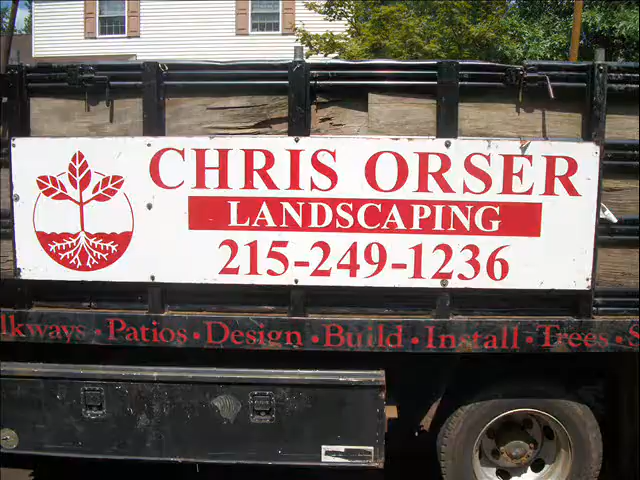 CHRIS ORSER
LANDSCAPING
215-249-1236
lkways • Patios • Design • Build • Install • Trees • S